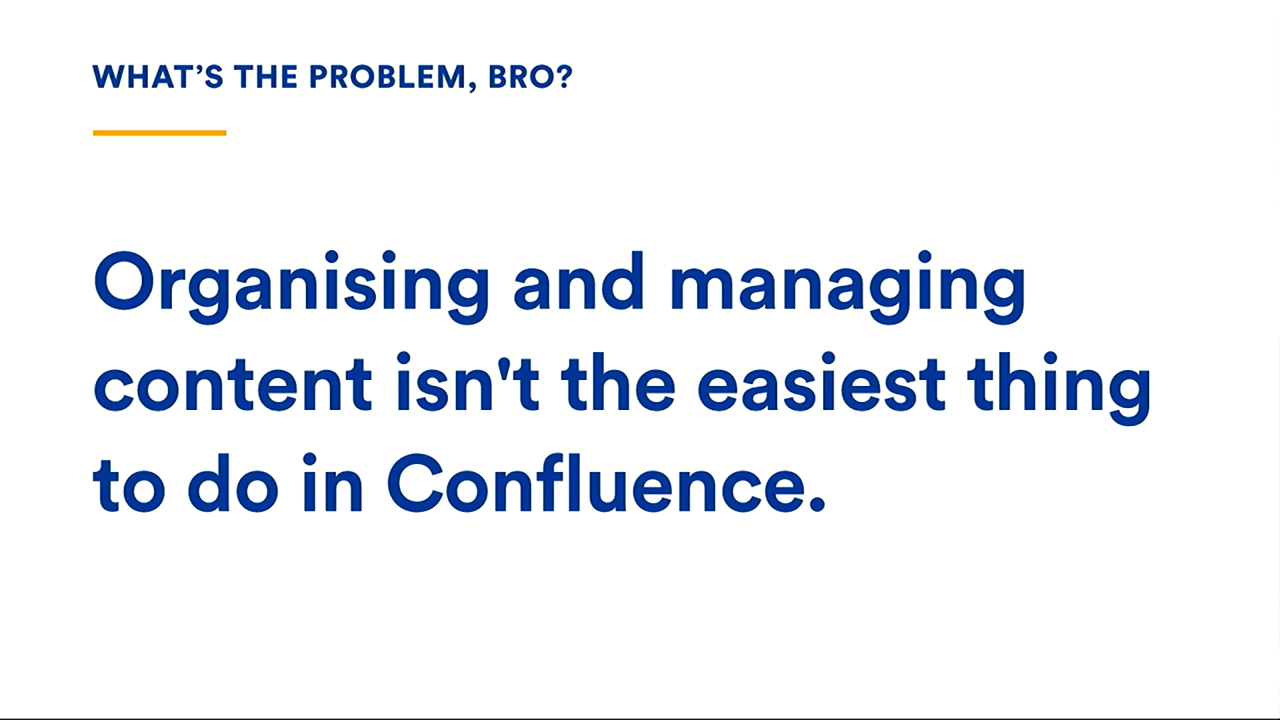 WHAT’S THE PROBLEM, BRO?
Organising and managing
content isn't the easiest thing
to do in Confluence.